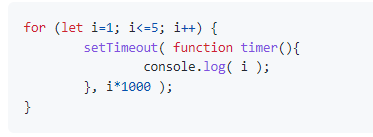 for (let i=1; i<=5; i++) {
        setTimeout( function timer(){
                console.log( i );
        }, i*1000 );
}